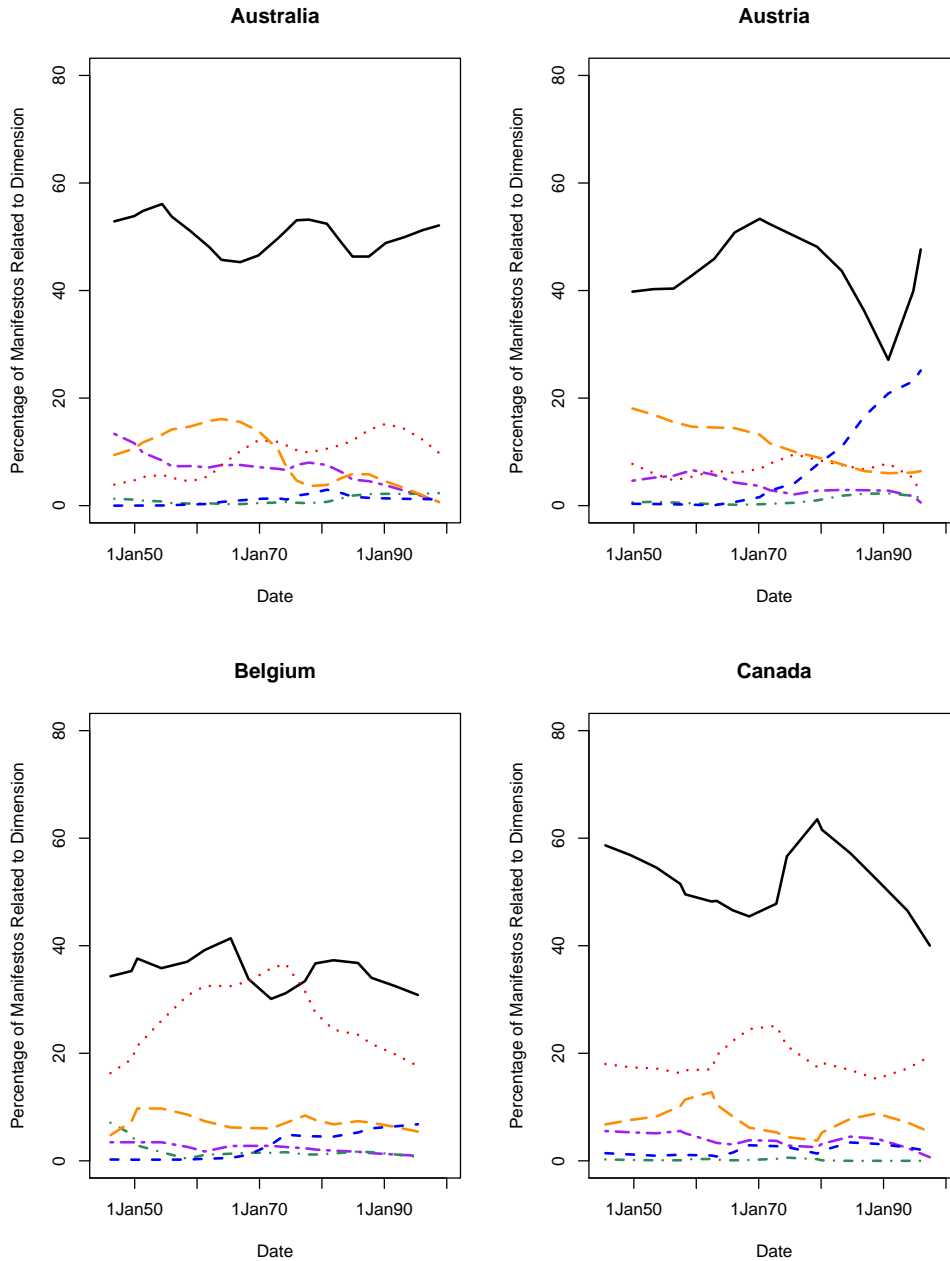 Australia
Percentage of Manifestos Related to Dimension
80
60
40
20
0
1Jan50 1Jan70 1Jan90
Date
Austria
Percentage of Manifestos Related to Dimension
80
60
40
20
0
1Jan50 1Jan70 1Jan90
Date
Belgium
Percentage of Manifestos Related to Dimension
80
60
40
20
0
1Jan50 1Jan70 1Jan90
Date
Canada
Percentage of Manifestos Related to Dimension
80
60
40
20
0
1Jan50 1Jan70 1Jan90
Date